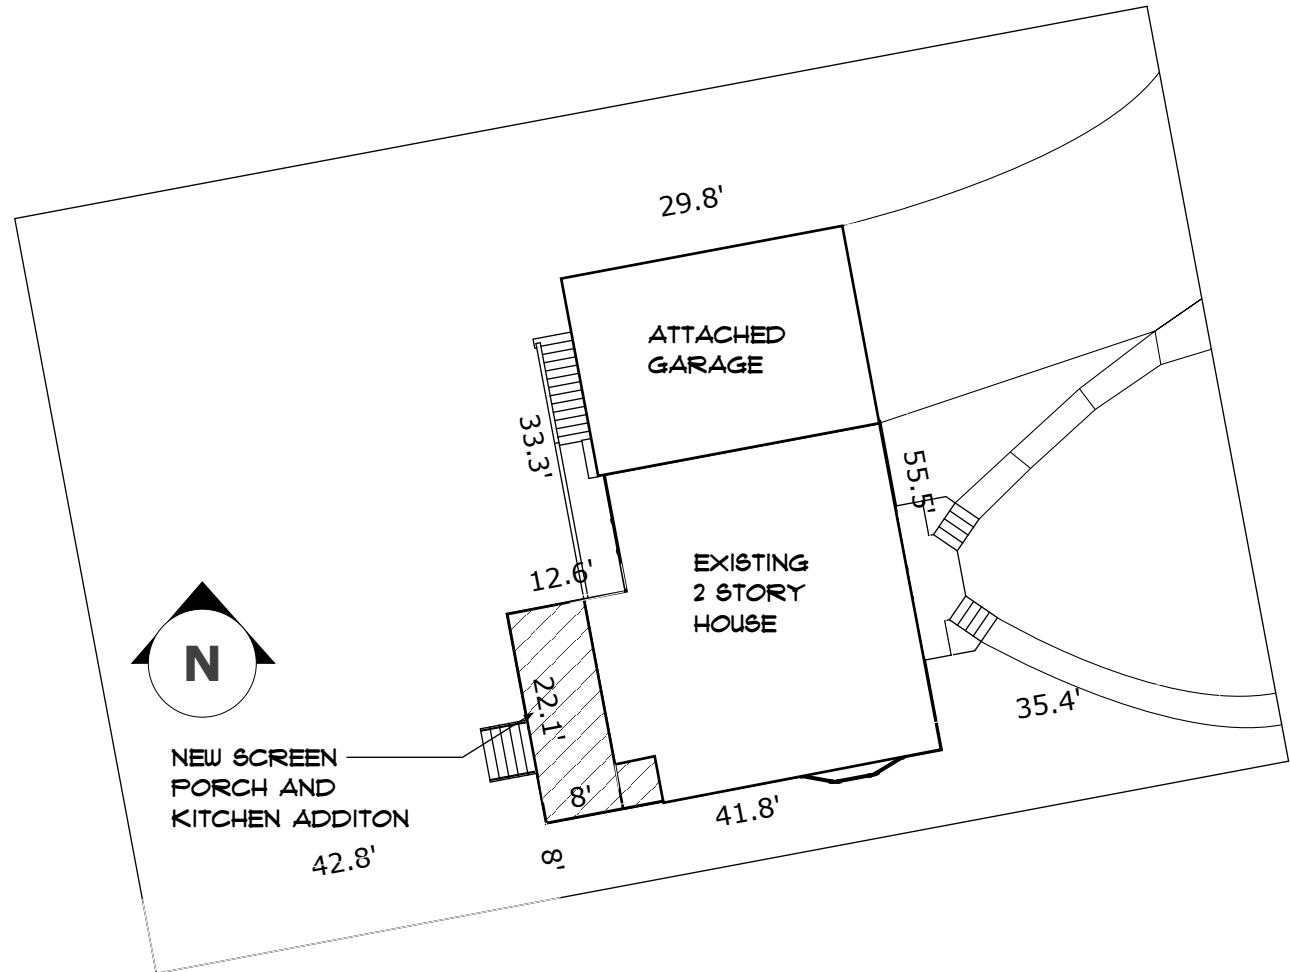 29.8'
ATTACHED
GARAGE
33.3'
55.5'
EXISTING
2 STORY
HOUSE
12.6'
N
22.1'
35.4'
NEW SCREEN
PORCH AND
KITCHEN ADDITON
8'
41.8'
42.8'
8'